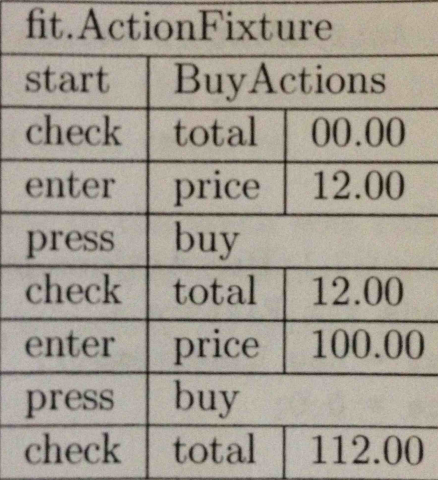 fit.ActionFixture
start BuyActions
check total 00.00
enter price 12.00
press buy
check total 12.00
enter price 100.00
press buy
check total 112.00